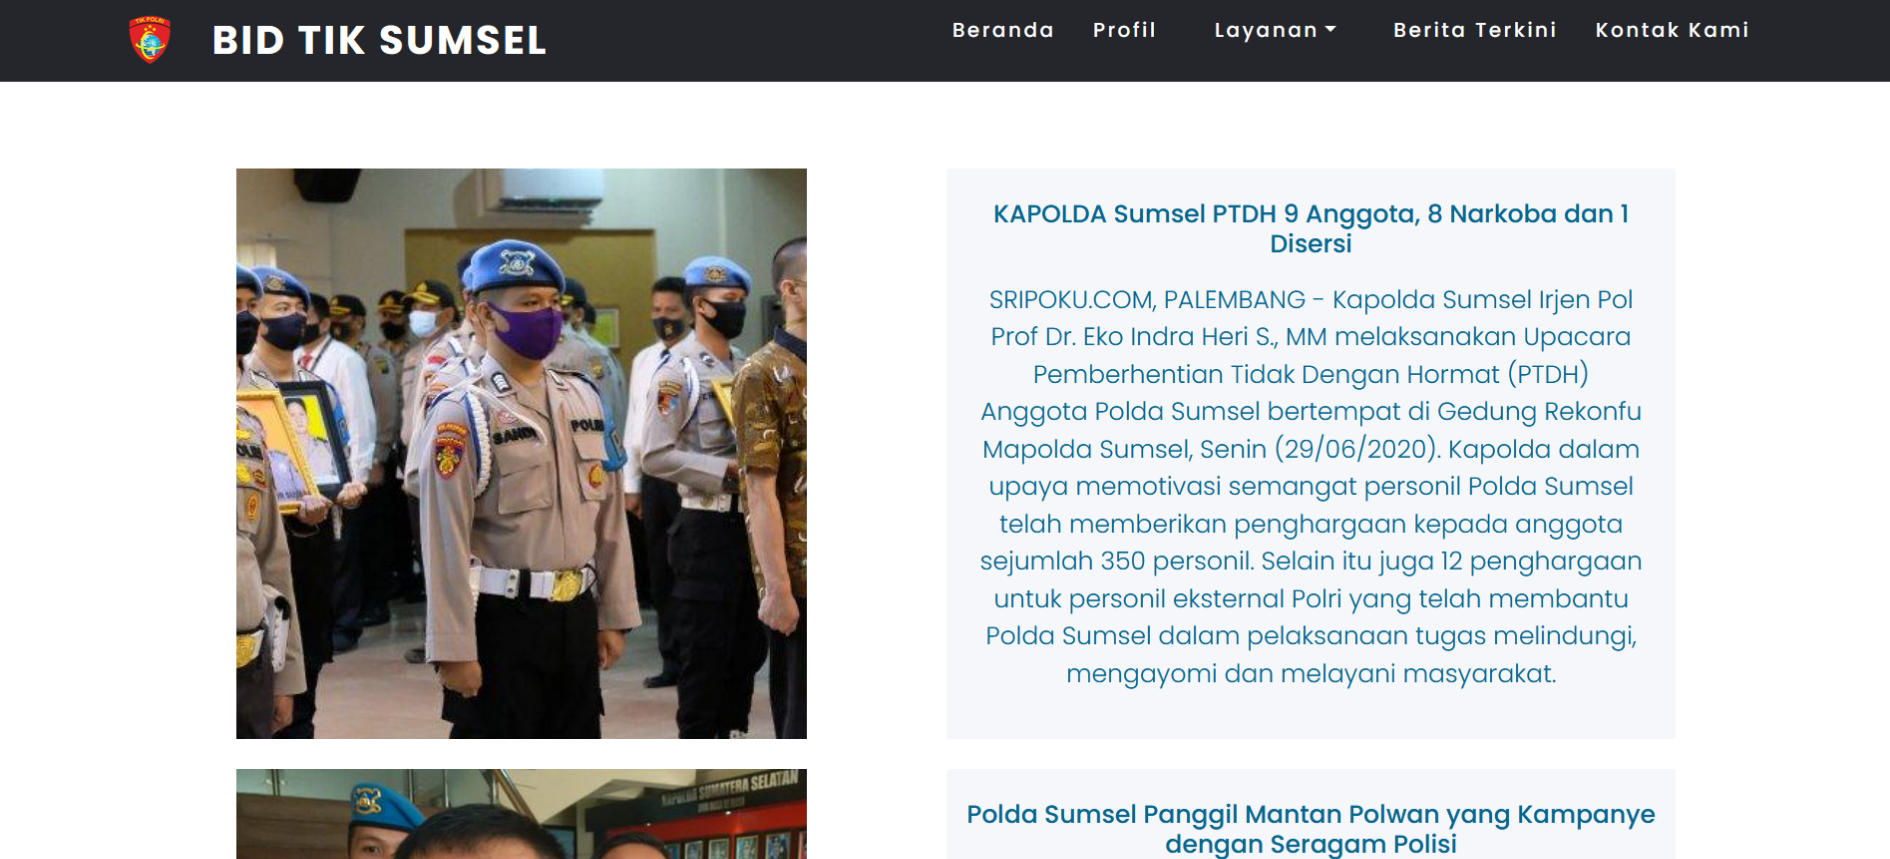 TIK POLRI
BID TIK SUMSEL
Beranda
Profil
Layanan
Berita Terkini
Kontak Kami
SANDI
POLRI
KAPOLDA Sumsel PTDH 9 Anggota, 8 Narkoba dan 1
Disersi
SRIPOKU.COM, PALEMBANG - Kapolda Sumsel Irjen Pol
Prof Dr. Eko Indra Heri S., MM melaksanakan Upacara
Pemberhentian Tidak Dengan Hormat (PTDH)
Anggota Polda Sumsel bertempat di Gedung Rekonfu
Mapolda Sumsel, Senin (29/06/2020). Kapolda dalam
upaya memotivasi semangat personil Polda Sumsel
telah memberikan penghargaan kepada anggota
sejumlah 350 personil. Selain itu juga 12 penghargaan
untuk personil eksternal Polri yang telah membantu
Polda Sumsel dalam pelaksanaan tugas melindungi,
mengayomi dan melayani masyarakat.
KAPOLDA SUMATERA SELATAN
Polda Sumsel Panggil Mantan Polwan yang Kampanye
dengan Seragam Polisi